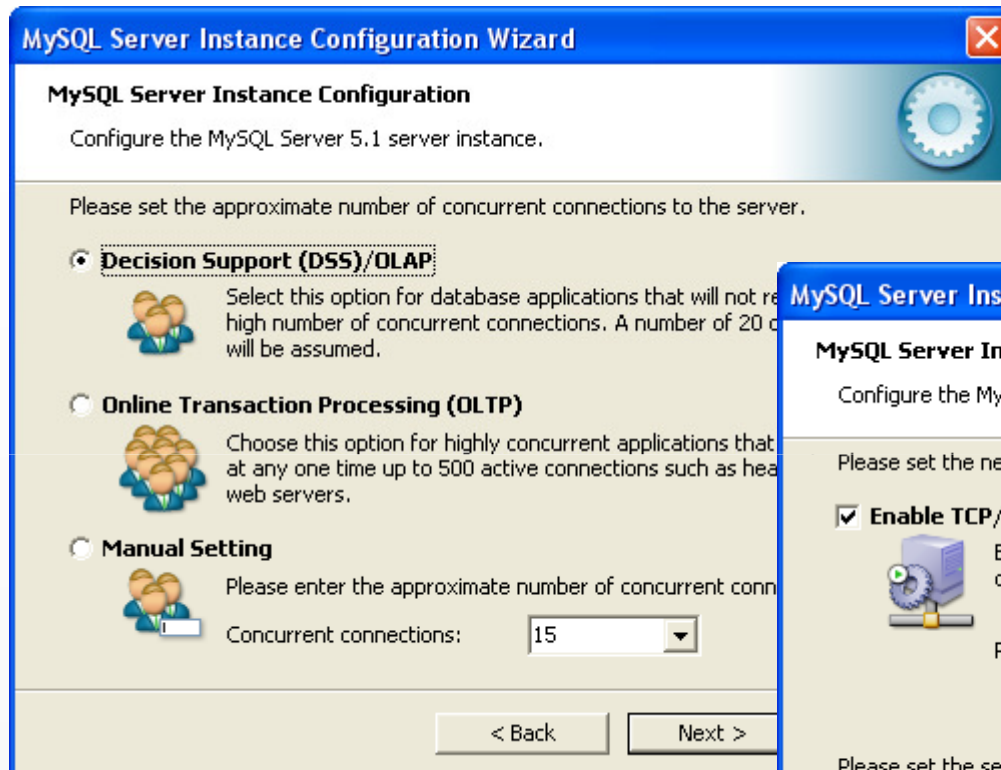 MySQL Server Instance Configuration Wizard
MySQL Server Instance Configuration
Configure the MySQL Server 5.1 server instance.
Please set the approximate number of concurrent connections to the server.
Decision Support (DSS)/OLAP
Select this option for database applications that will not re
high number of concurrent connections. A number of 20 c
will be assumed.
Online Transaction Processing (OLTP)
Choose this option for highly concurrent applications that
at any one time up to 500 active connections such as hea
web servers.
Manual Setting
Please enter the approximate number of concurrent conn
Concurrent connections:
15
< Back
Next >
MySQL Server Ins
MySQL Server In
Configure the My
Please set the ne
Enable TCP/
Please set the se